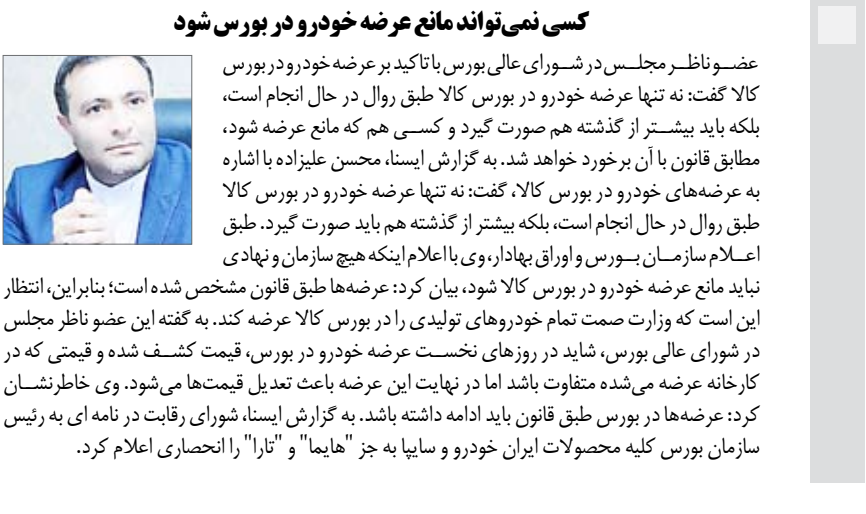 کسی نمی‌تواند مانع عرضه خودرو در بورس شود
عضو ناظر مجلس در شورای عالی بورس با تاکید بر عرضه خودرو در بورس
کالا گفت: نه تنها عرضه خودرو در بورس کالا طبق روال در حال انجام است،
بلکه باید بیشتر از گذشته هم صورت گیرد و کسی هم که مانع عرضه شود،
مطابق قانون با آن برخورد خواهد شد. به گزارش ایسنا، محسن علیزاده با اشاره
به عرضه‌های خودرو در بورس کالا، گفت: نه تنها عرضه خودرو در بورس کالا
طبق روال در حال انجام است، بلکه بیشتر از گذشته هم باید صورت گیرد. طبق
اعلام سازمان بورس و اوراق بهادار، وی با اعلام اینکه هیچ سازمان و نهادی
نباید مانع عرضه خودرو در بورس کالا شود، بیان کرد: عرضه‌ها طبق قانون مشخص شده است؛ بنابراین، انتظار
این است که وزارت صمت تمام خودروهای تولیدی را در بورس کالا عرضه کند. به گفته این عضو ناظر مجلس
در شورای عالی بورس، شاید در روزهای نخست عرضه خودرو در بورس، قیمت کشف شده و قیمتی که در
کارخانه عرضه می‌شده متفاوت باشد اما در نهایت این عرضه باعث تعدیل قیمت‌ها می‌شود. وی خاطرنشان
کرد: عرضه‌ها در بورس طبق قانون باید ادامه داشته باشد. به گزارش ایسنا، شورای رقابت در نامه ای به رئیس
سازمان بورس کلیه محصولات ایران خودرو و سایپا به جز "هایما" و "تارا" را انحصاری اعلام کرد.